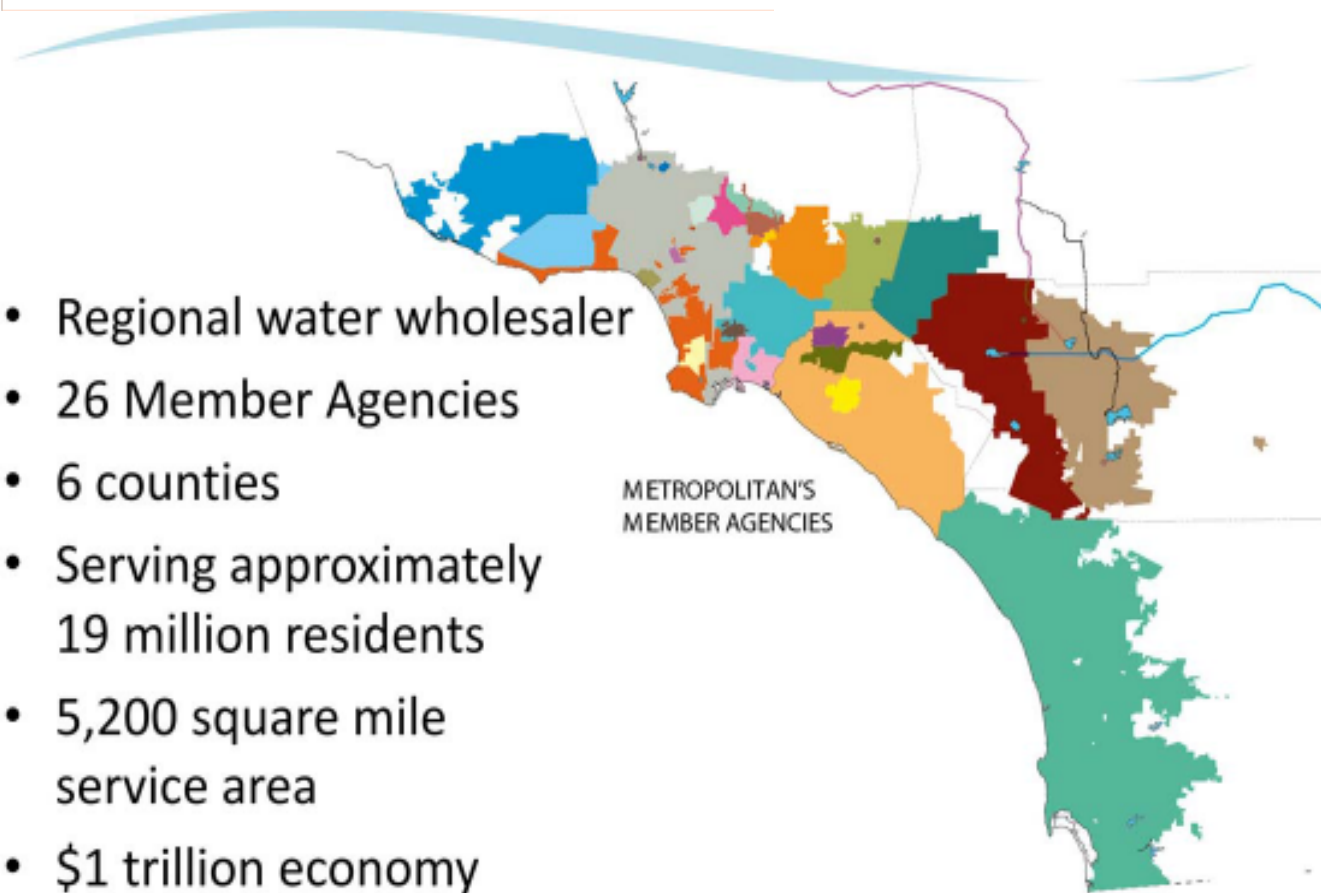 • Regional water wholesaler
• 26 Member Agencies
• 6 counties
• Serving approximately
19 million residents
• 5,200 square mile
service area
• $1 trillion economy
METROPOLITAN'S
MEMBER AGENCIES